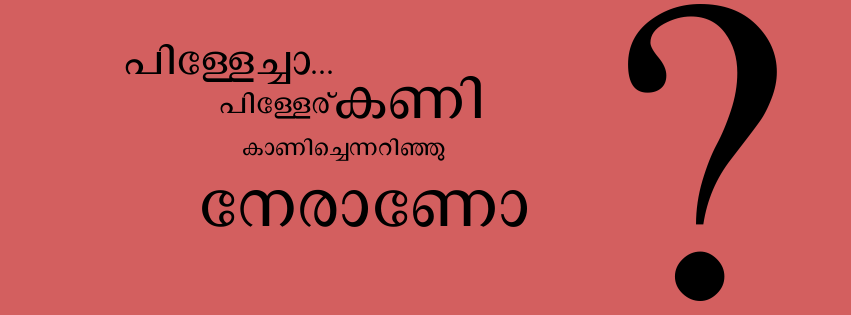 പിള്ളേച്ചാ...
പിള്ളേര് കണി
കാണിച്ചെന്നറിഞ്ഞു
നേരാണോ
?